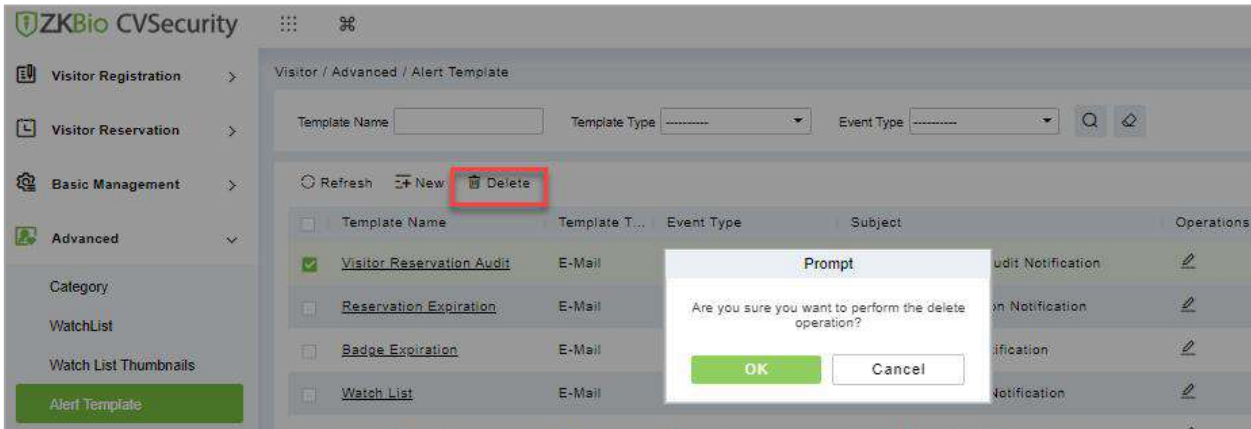 ZKBio CVSecurity
Visitor Registration
Visitor / Advanced / Alert Template
Visitor Reservation
Template Name Template Type ---------- Event Type ----------
Basic Management
Refresh New Delete
Template Name Template T... Event Type Subject Operations
Advanced
Visitor Reservation Audit E-Mail Prompt udit Notification
Category
Reservation Expiration E-Mail Are you sure you want to perform the delete Notification
operation?
WatchList
Badge Expiration E-Mail
Watch List Thumbnails
OK Cancel
Watch List E-Mail Notification
Alert Template